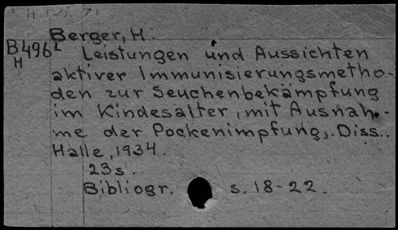 Berger, H.
B496L
H
Leistungen und Aussichten
aktiver Immunisierungsmetho-
den zur Seuchenbekämpfung
im Kindesalter, mit Ausnah-
me der Pockenimpfung, Diss.
Halle, 1934.
23s.
Bibliogr. s. 18-22.